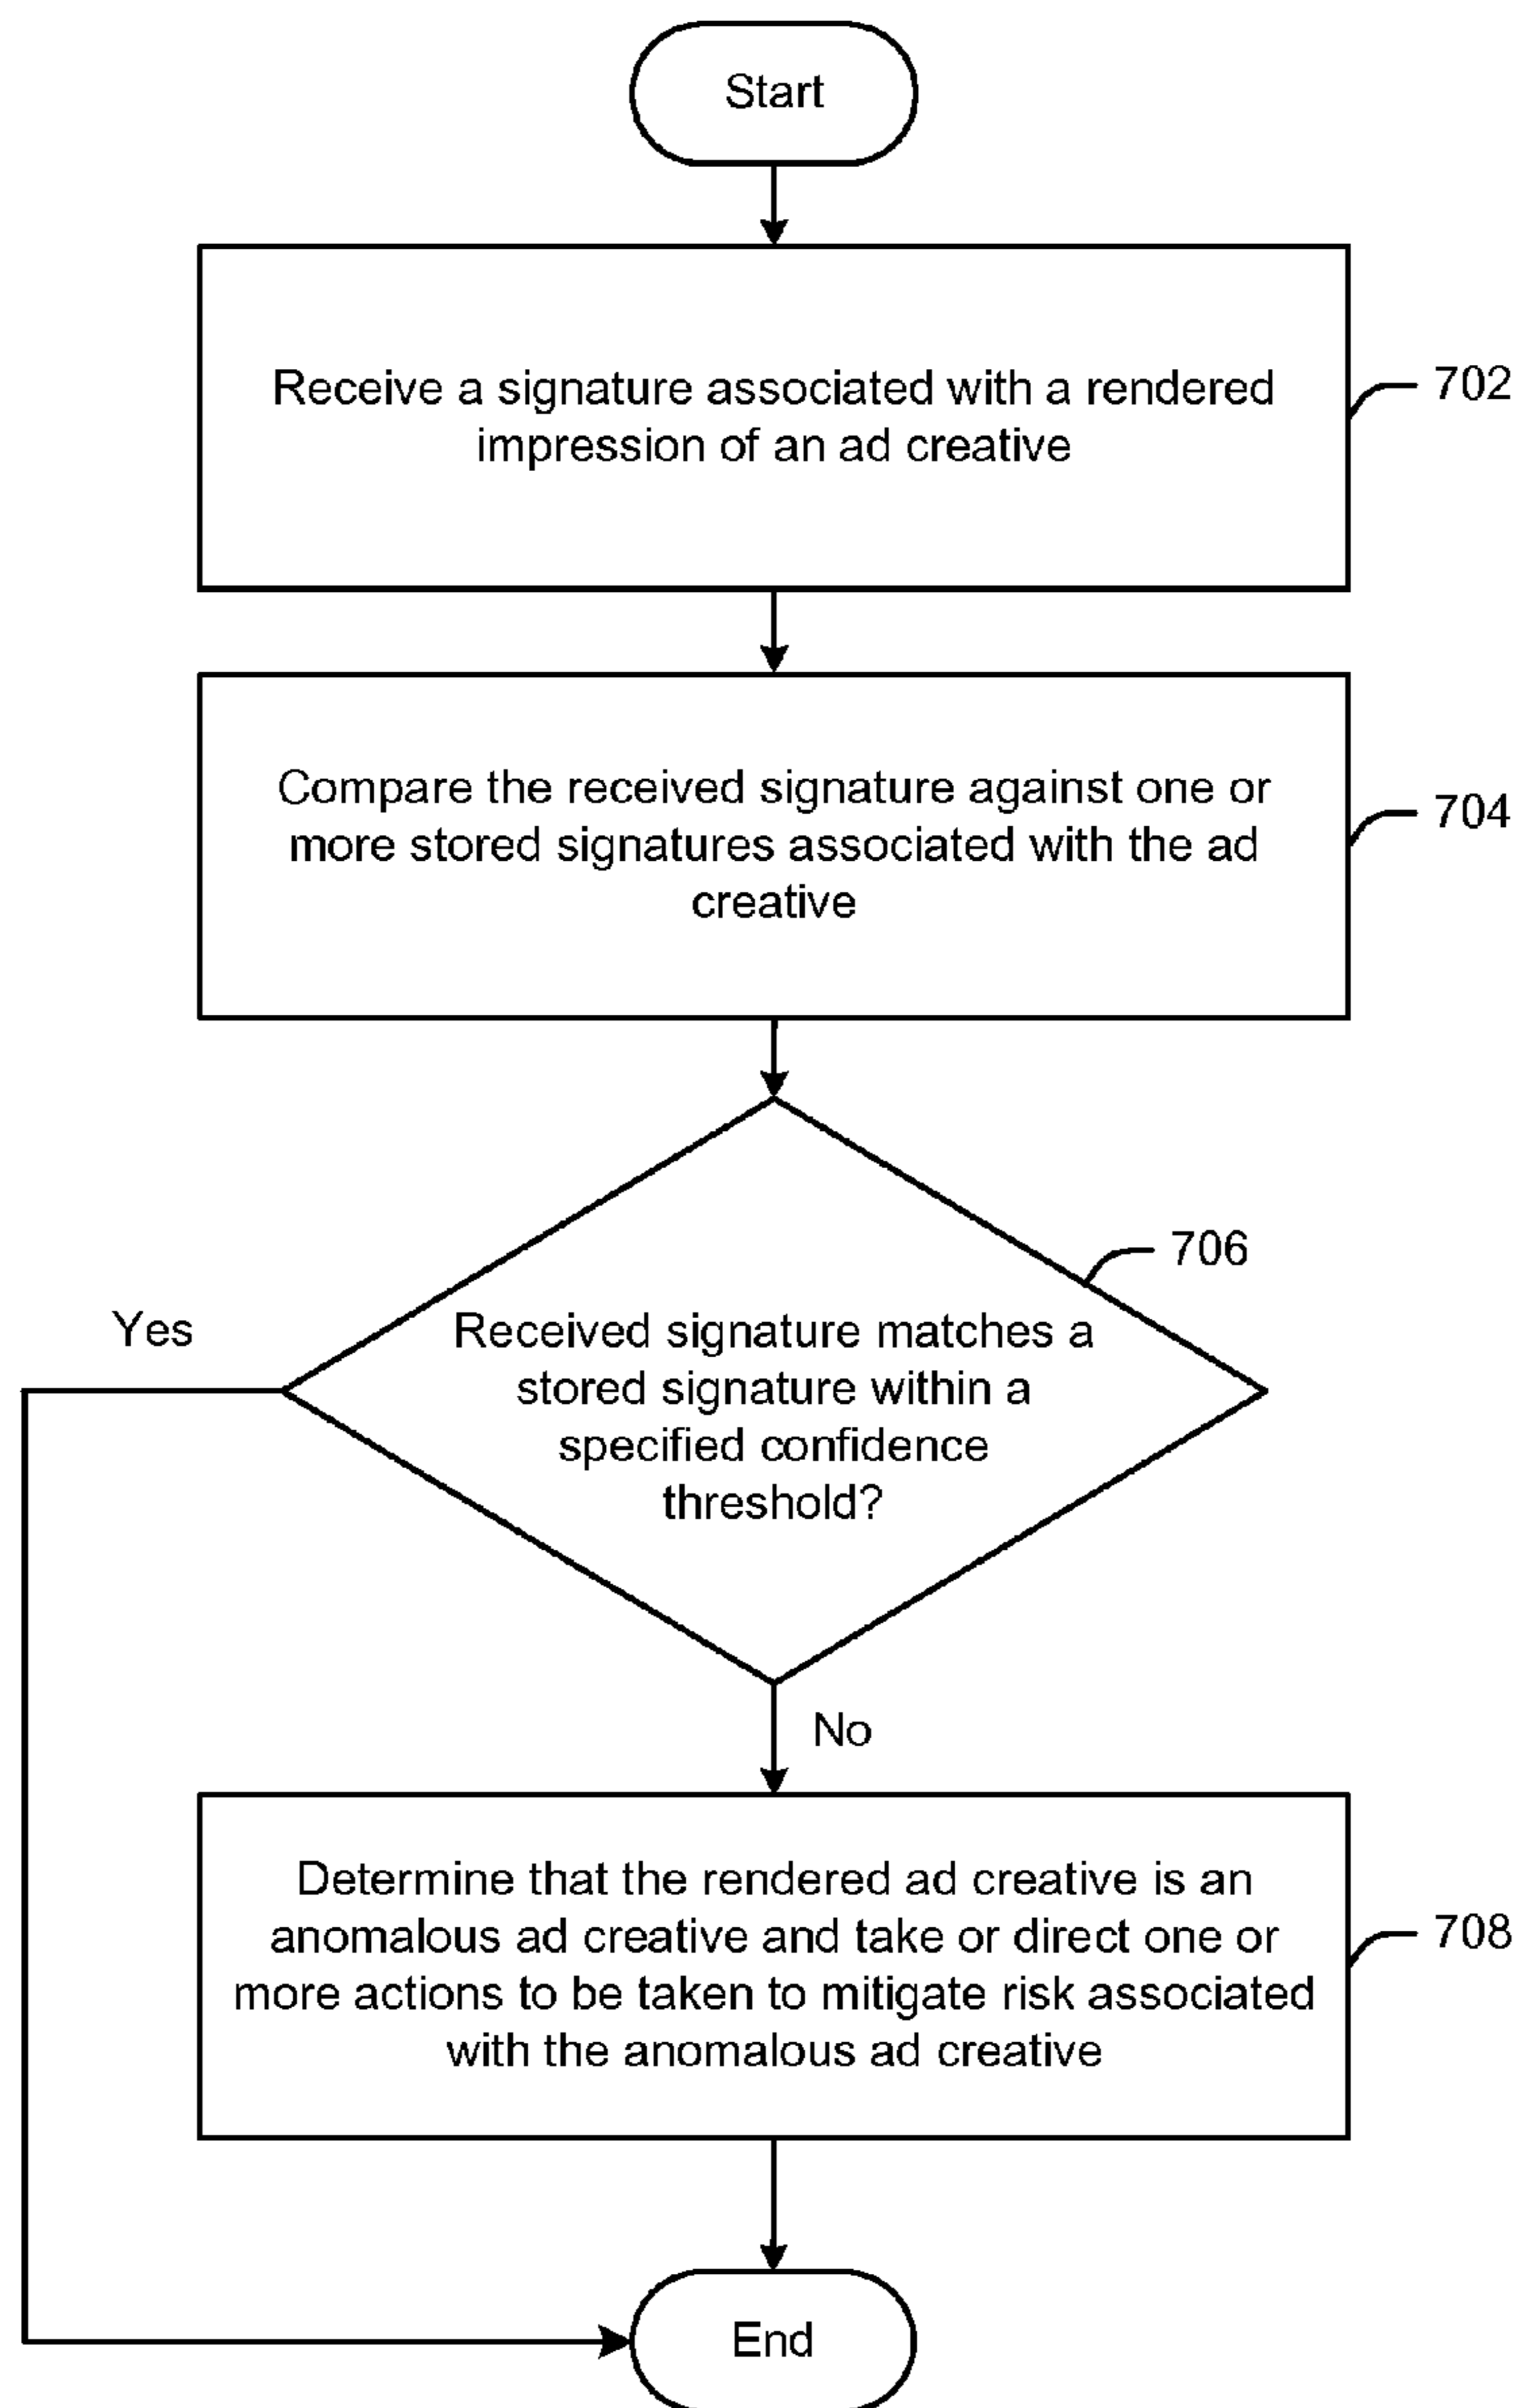 Start
Receive a signature associated with a rendered
impression of an ad creative
702
Compare the received signature against one or
more stored signatures associated with the ad
creative
704
706
Yes
Received signature matches a
stored signature within a
specified confidence
threshold?
No
Determine that the rendered ad creative is an
anomalous ad creative and take or direct one or
more actions to be taken to mitigate risk associated
with the anomalous ad creative
708
End